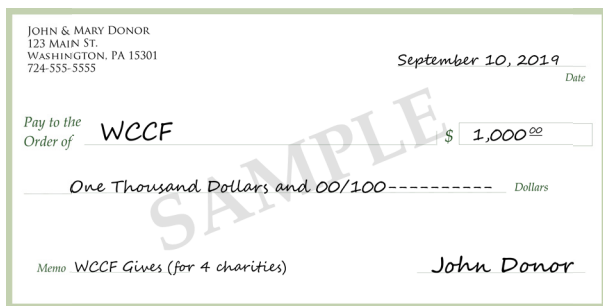 JOHN & MARY DONOR
123 MAIN ST.
WASHINGTON, PA 15301
724-555-5555
September 10, 2019
Date
Pay to the
Order of WCCF $ 1,000 00
One Thousand Dollars and 00/100---------- Dollars
SAMPLE
Memo WCCF Gives (for 4 charities) John Donor